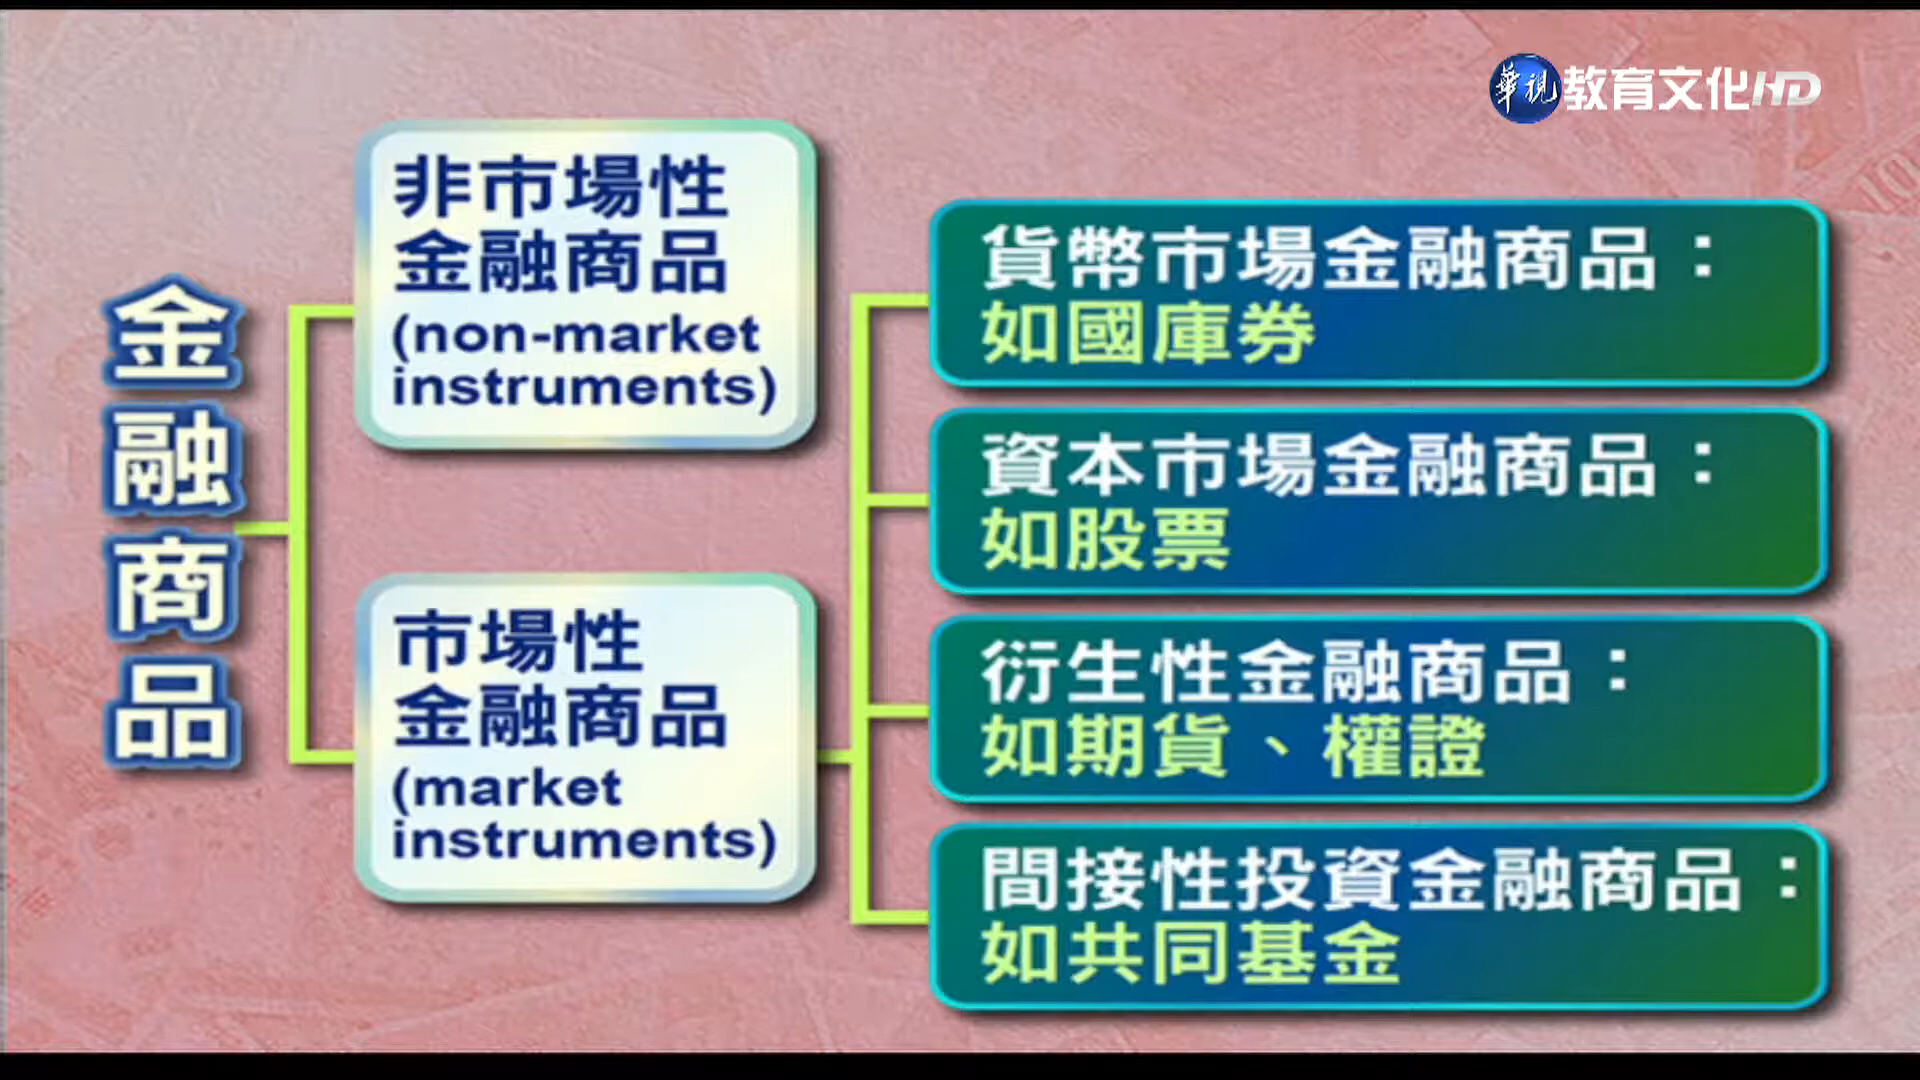 華視教育文化HD
金融商品
非市場性
金融商品
(non-market
instruments)
市場性
金融商品
(market
instruments)
貨幣市場金融商品：
如國庫券
資本市場金融商品：
如股票
衍生性金融商品：
如期貨、權證
間接性投資金融商品：
如共同基金